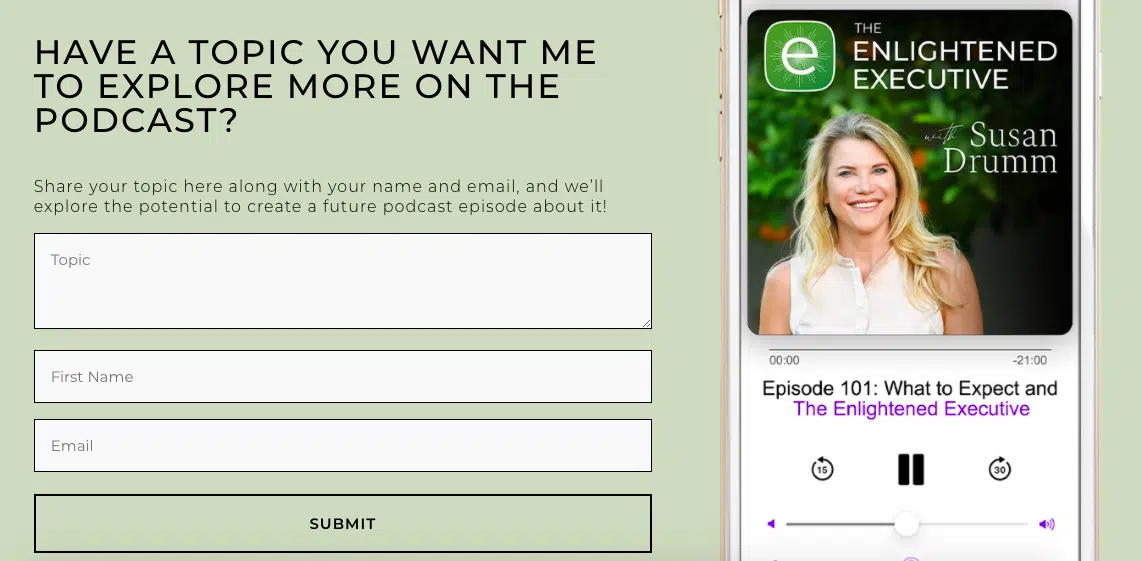 HAVE A TOPIC YOU WANT ME
TO EXPLORE MORE ON THE
PODCAST?
Share your topic here along with your name and email, and we’ll
explore the potential to create a future podcast episode about it!
Topic
First Name
Email
SUBMIT
e
THE
ENLIGHTENED
EXECUTIVE
with Susan
Drumm
00:00
-21:00
Episode 101: What to Expect and
The Enlightened Executive
15
30